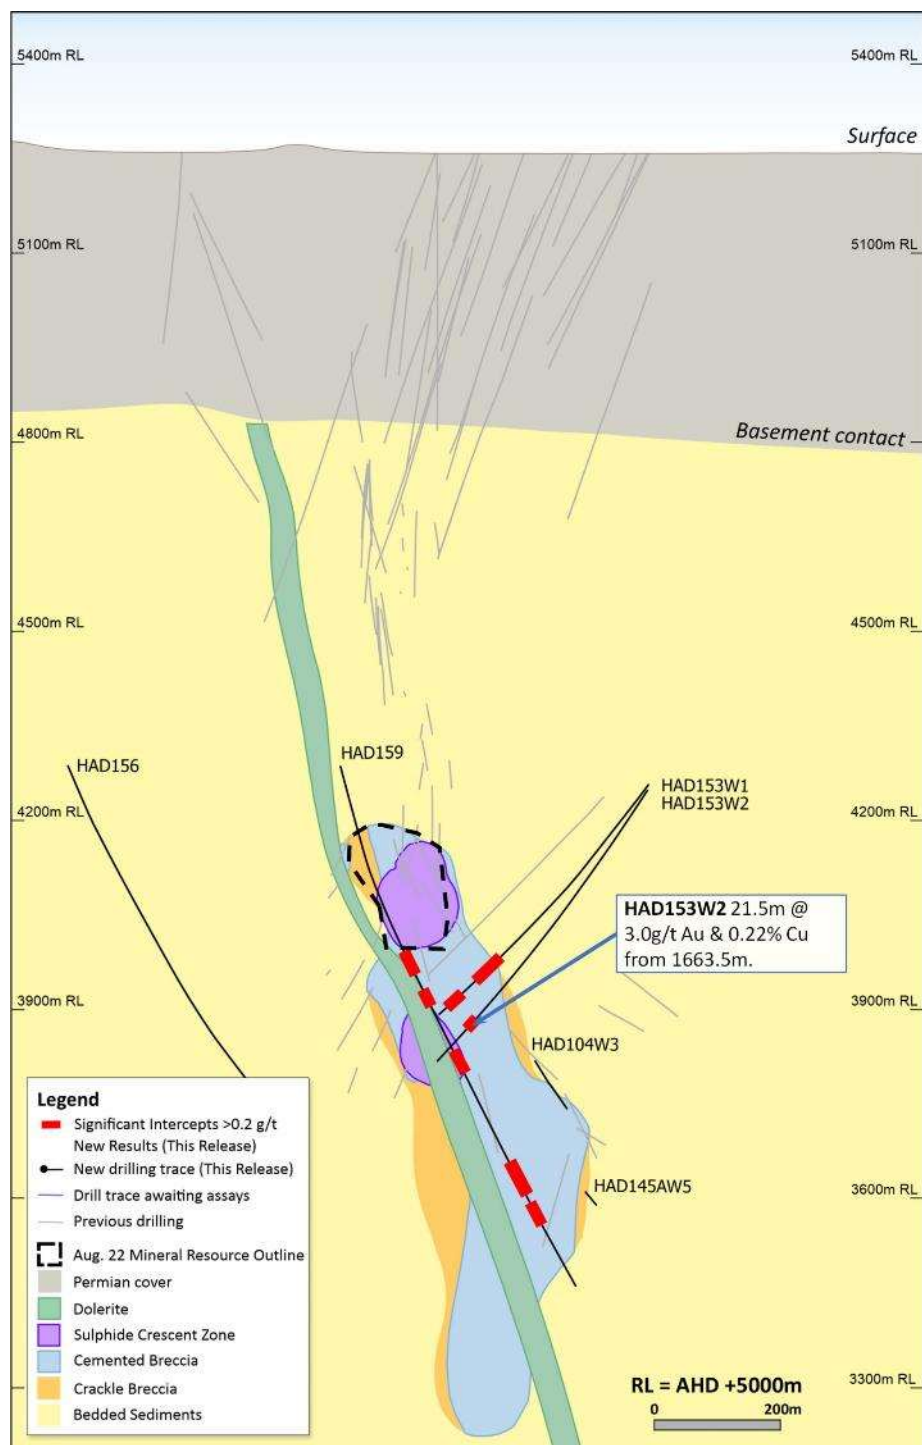 5400m RL
5400m RL
Surface
5100m RL
5100m RL
Basement contact
4800m RL
4500m RL
4500m RL
HAD156
HAD159
HAD153W1
HAD153W2
4200m RL
4200m RL
HAD153W2 21.5m @
3.0g/t Au & 0.22% Cu
from 1663.5m.
3900m RL
3900m RL
HAD104W3
HAD145AW5
3600m RL
Legend
Significant Intercepts >0.2 g/t
New Results (This Release)
New drilling trace (This Release)
Drill trace awaiting assays
Previous drilling
Aug. 22 Mineral Resource Outline
Permian cover
Dolerite
Sulphide Crescent Zone
Cemented Breccia
Crackle Breccia
Bedded Sediments
3300m RL
RL = AHD +5000m
0 200m